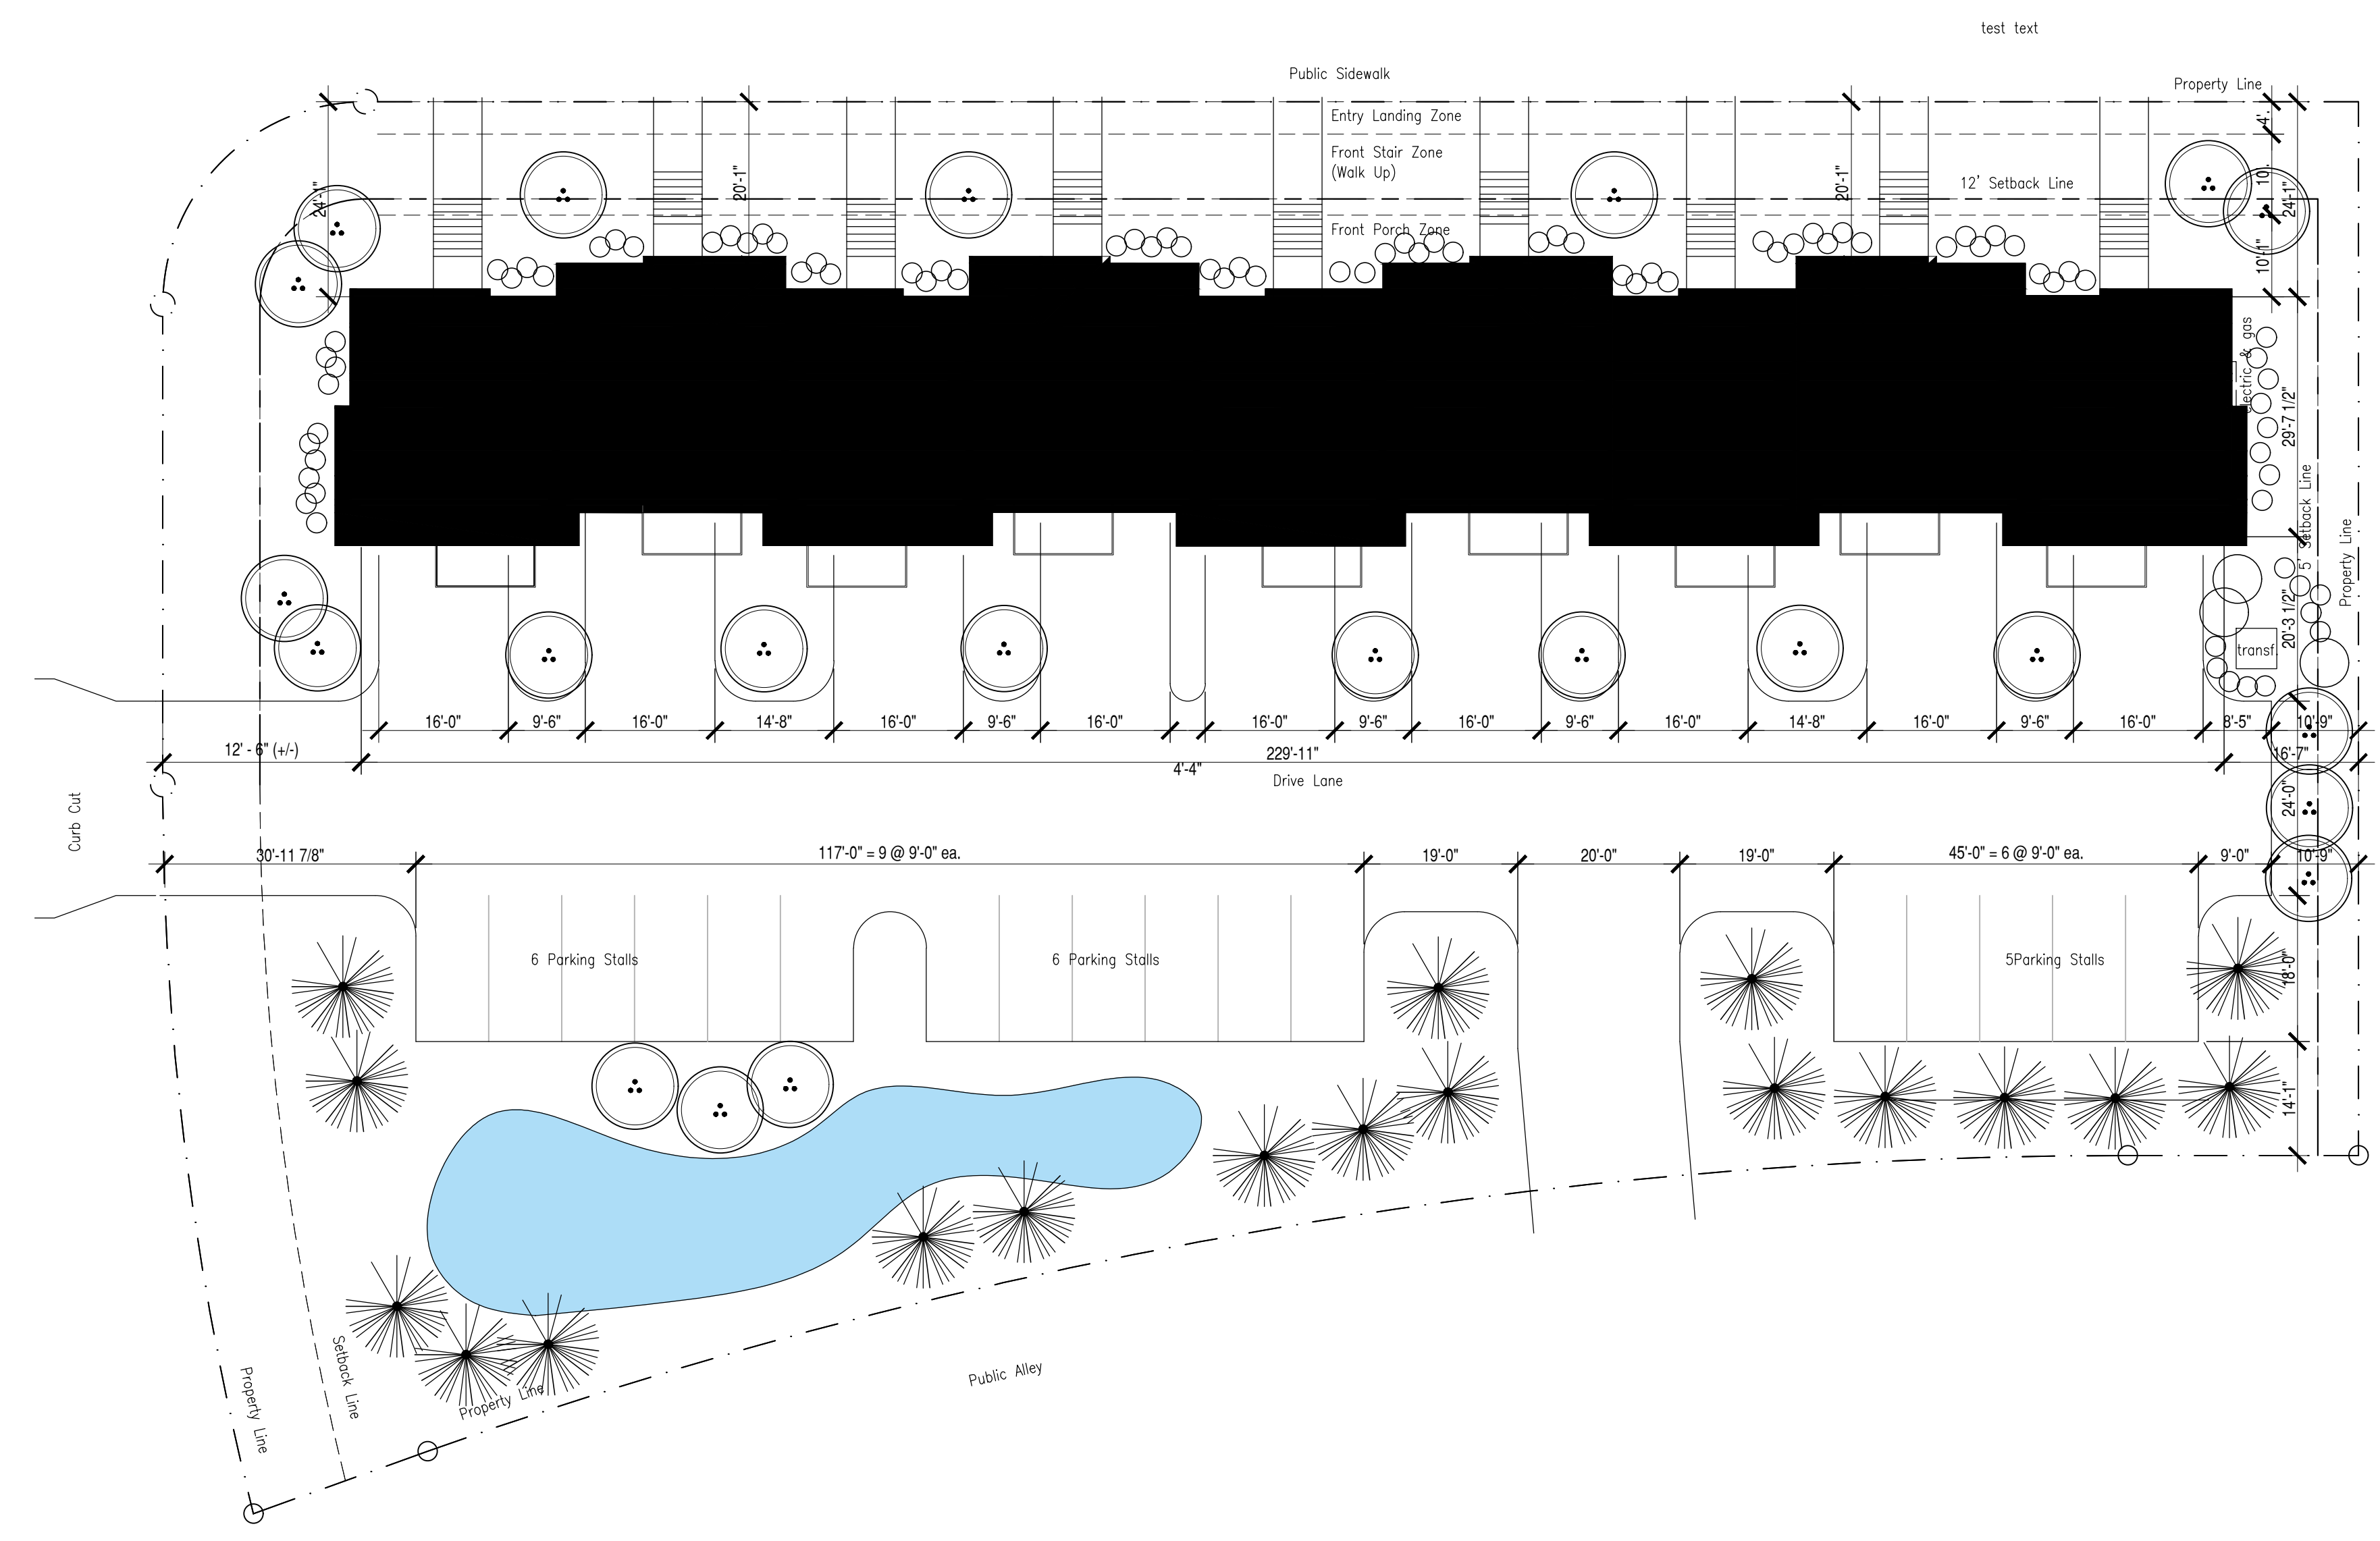 test text
Public Sidewalk
Property Line
Entry Landing Zone
4'.
Front Stair Zone
(Walk Up)
24'-1"
20'-1"
20'-1"
12' Setback Line
10'.
24'-1"
Front Porch Zone
10'-1"
electric & gas
29'-7 1/2"
5' Setback Line
Property Line
20'-3 1/2"
transf.
16'-0"
9'-6"
16'-0"
14'-8"
16'-0"
9'-6"
16'-0"
16'-0"
9'-6"
16'-0"
9'-6"
16'-0"
14'-8"
16'-0"
9'-6"
16'-0"
8'-5"
10'-9"
12' - 6" (+/-)
229'-11"
16'-7"
4'-4"
Drive Lane
Curb Cut
24'-0"
30'-11 7/8"
117'-0" = 9 @ 9'-0" ea.
19'-0"
20'-0"
19'-0"
45'-0" = 6 @ 9'-0" ea.
9'-0"
10'-9"
6 Parking Stalls
6 Parking Stalls
5Parking Stalls
18'-0"
14'-1"
Property Line
Setback Line
Property Line
Public Alley